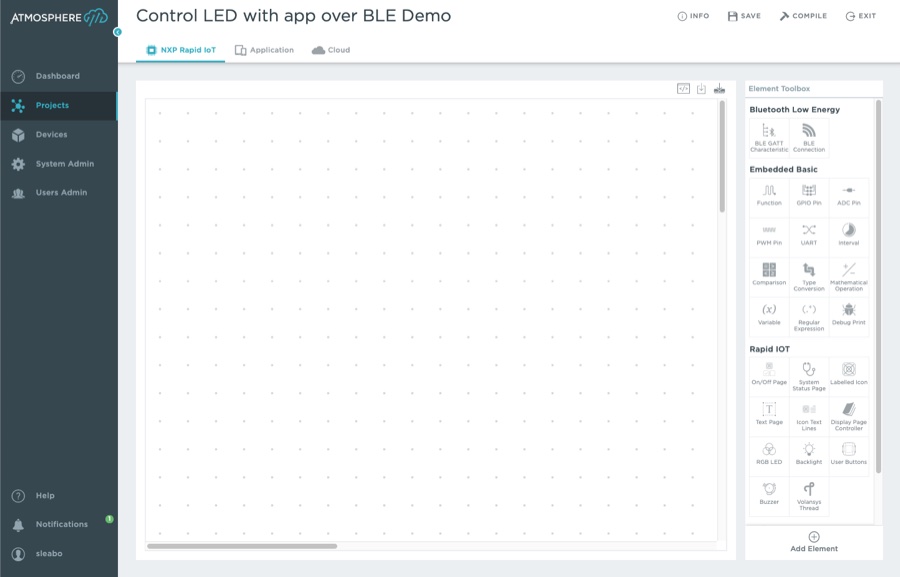 ATMOSPHERE
Control LED with app over BLE Demo
INFO
SAVE
COMPILE
EXIT
NXP Rapid IoT
Application
Cloud
Dashboard
Projects
Devices
System Admin
Users Admin
Help
Notifications
1
sleabo
Element Toolbox
Bluetooth Low Energy
BLE GATT
Characteristic
BLE
Connection
Embedded Basic
Function
GPIO Pin
ADC Pin
PWM Pin
UART
Interval
Comparison
Type
Conversion
Mathematical
Operation
(x)
Variable
(.*)
Regular
Expression
Debug Print
Rapid IOT
On/Off Page
System
Status Page
Labelled Icon
T
Text Page
Icon Text
Lines
Display Page
Controller
RGB LED
Backlight
User Buttons
Buzzer
Volansys
Thread
Add Element